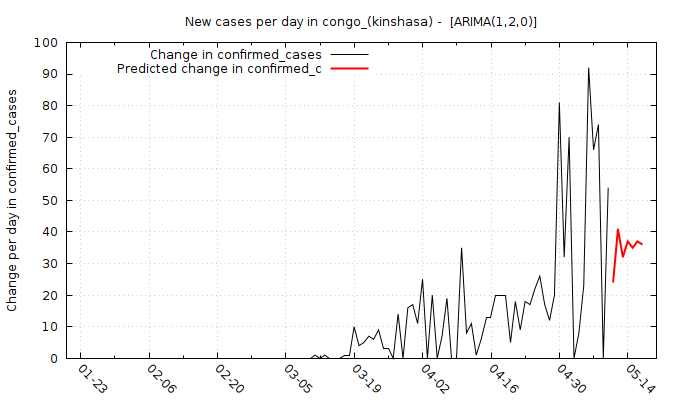 New cases per day in congo_(kinshasa) -  [ARIMA(1,2,0)]
Change in confirmed_cases
Predicted change in confirmed_c
Change per day in confirmed_cases
100
90
80
70
60
50
40
30
20
10
0
01-23 02-06 02-20 03-05 03-19 04-02 04-16 04-30 05-14